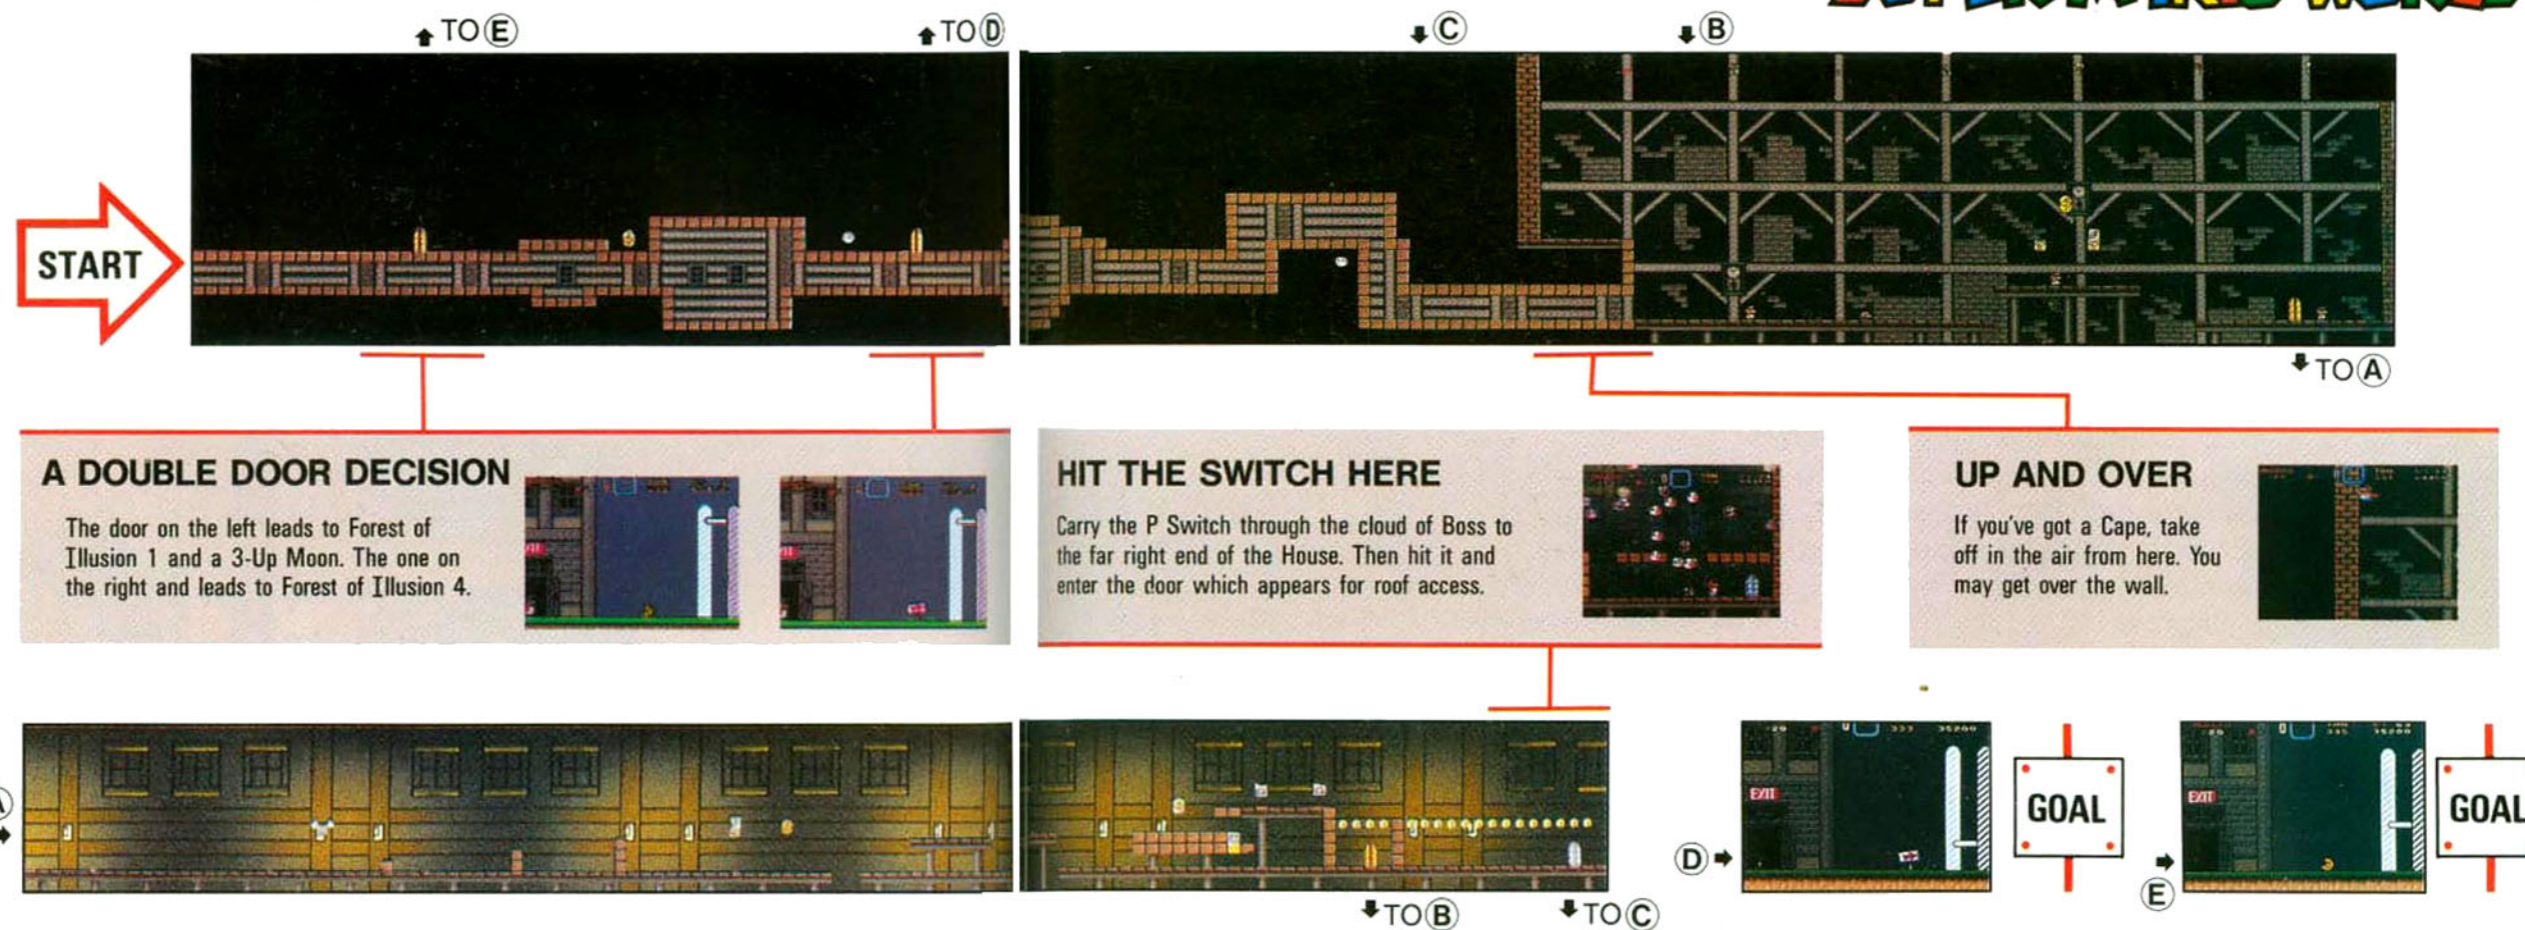 TO E
TO D
C
B
START
TO A
A DOUBLE DOOR DECISION
The door on the left leads to Forest of
Illusion 1 and a 3-Up Moon. The one on
the right and leads to Forest of Illusion 4.
HIT THE SWITCH HERE
Carry the P Switch through the cloud of Boss to
the far right end of the House. Then hit it and
enter the door which appears for roof access.
UP AND OVER
If you've got a Cape, take
off in the air from here. You
may get over the wall.
A
EXIT
GOAL
EXIT
GOAL
D
E
TO B
TO C